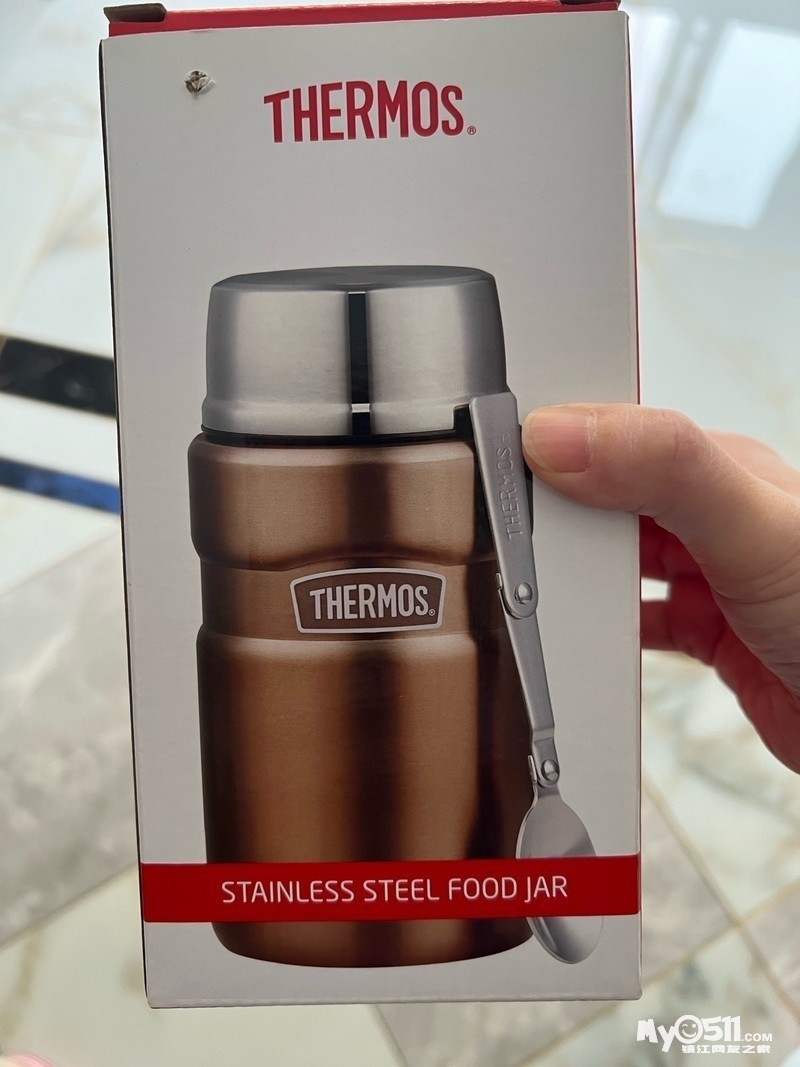 THERMOS®
THERMOS
THERMOS®
STAINLESS STEEL FOOD JAR
My0511.COM
镇江网友之家